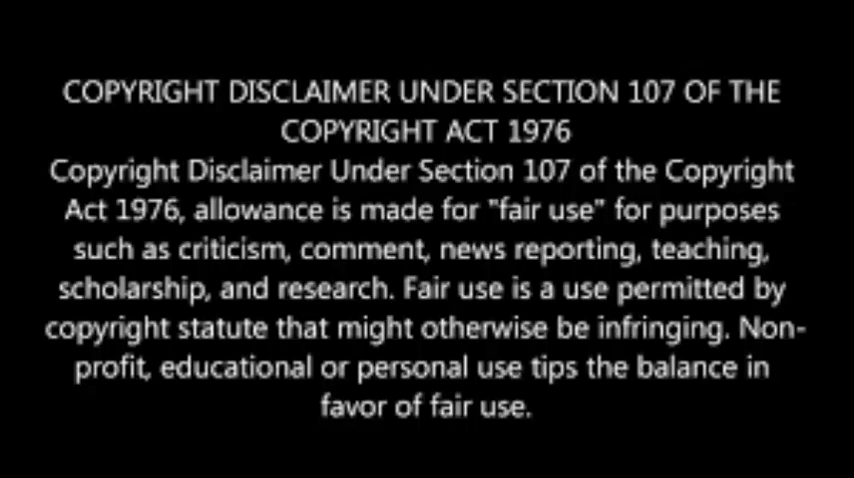 COPYRIGHT DISCLAIMER UNDER SECTION 107 OF THE
COPYRIGHT ACT 1976
Copyright Disclaimer Under Section 107 of the Copyright
Act 1976, allowance is made for "fair use" for purposes
such as criticism, comment, news reporting, teaching,
scholarship, and research. Fair use is a use permitted by
copyright statute that might otherwise be infringing. Non-
profit, educational or personal use tips the balance in
favor of fair use.